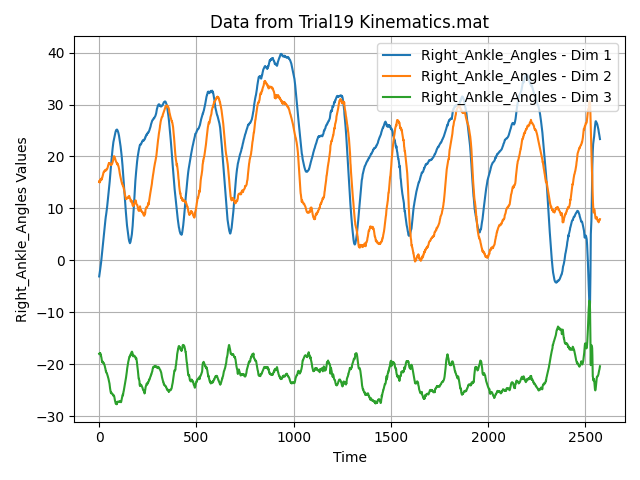 Data from Trial19 Kinematics.mat
Right_Ankle_Angles - Dim 1
Right_Ankle_Angles - Dim 2
Right_Ankle_Angles - Dim 3
Right_Ankle_Angles Values
40
30
20
10
0
−10
−20
−30
0 500 1000 1500 2000 2500
Time